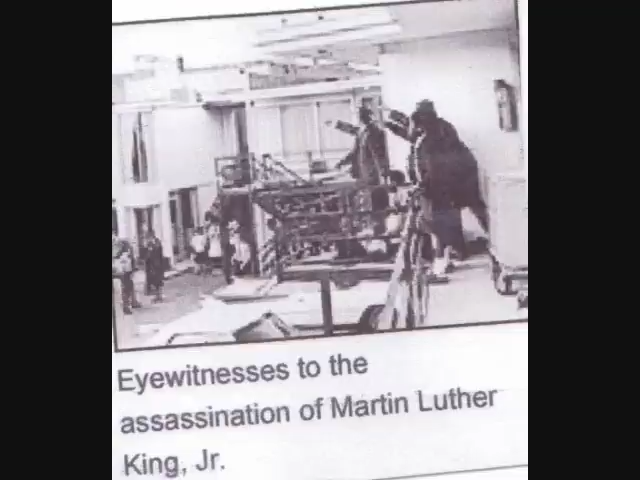 Eyewitnesses to the
assassination of Martin Luther
King, Jr.